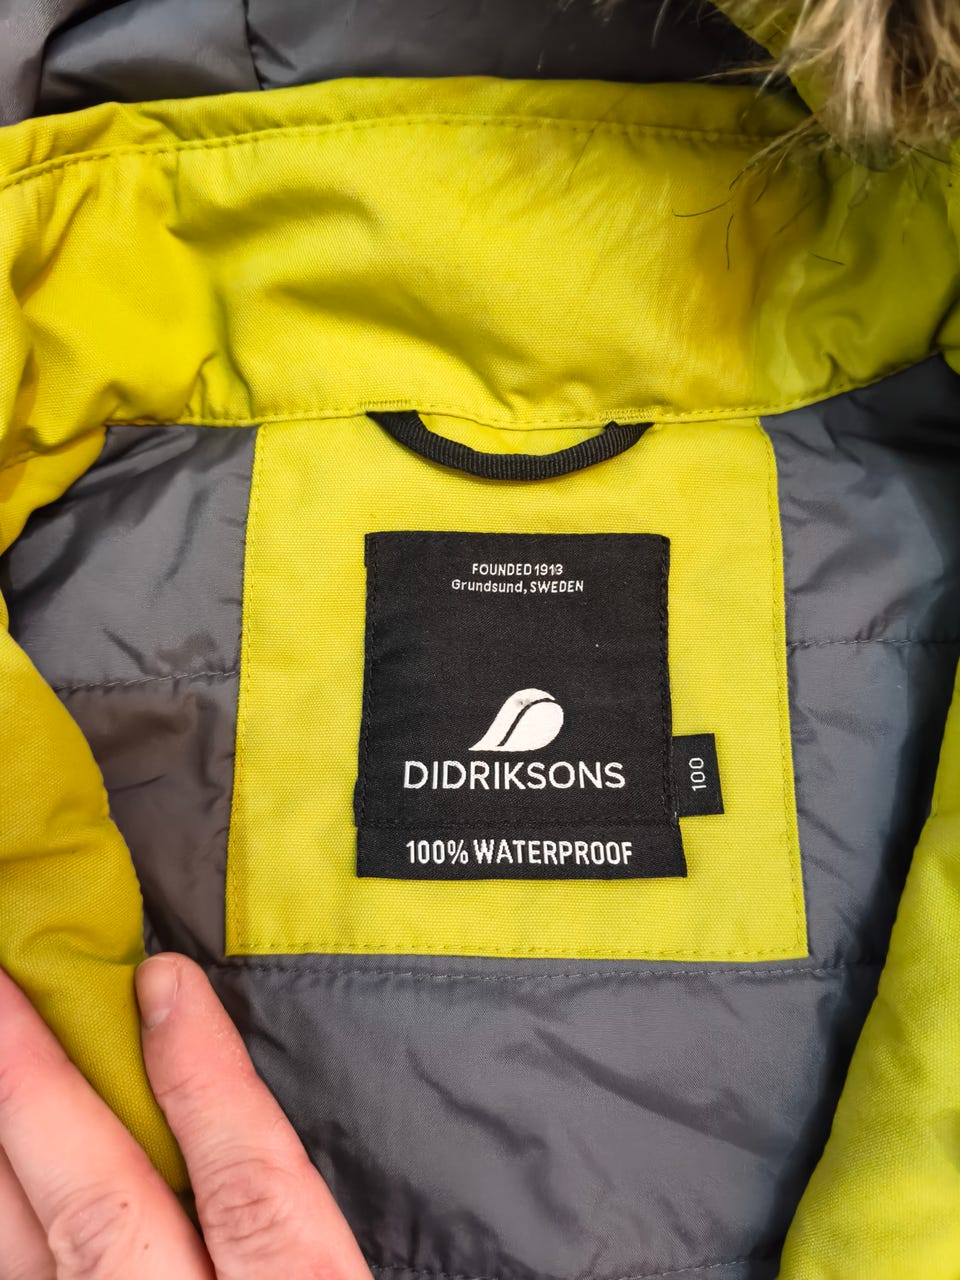 FOUNDED 1913
Grundsund, SWEDEN
DIDRIKSONS
100
100% WATERPROOF